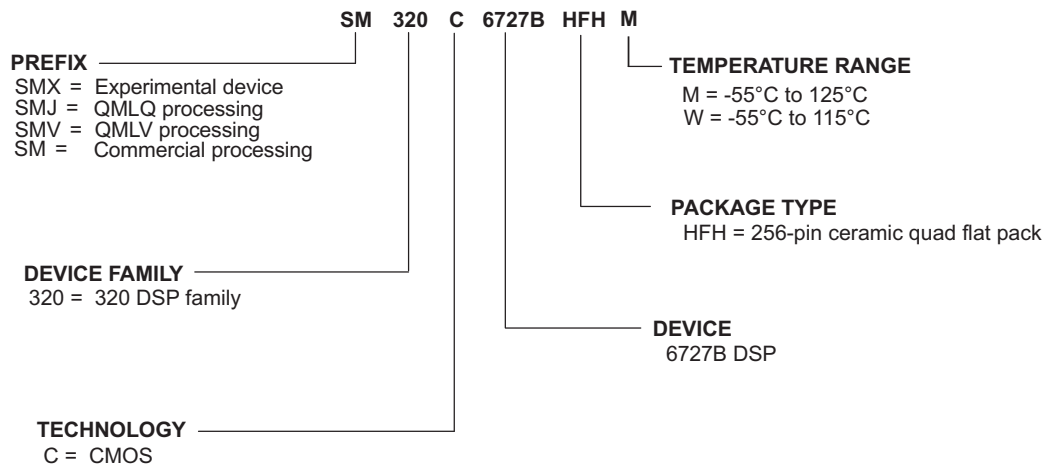 SM 320 C 6727B HFH M
PREFIX
SMX = Experimental device
SMJ = QMLQ processing
SMV = QMLV processing
SM = Commercial processing
TEMPERATURE RANGE
M = -55°C to 125°C
W = -55°C to 115°C
PACKAGE TYPE
HFH = 256-pin ceramic quad flat pack
DEVICE FAMILY
320 = 320 DSP family
DEVICE
6727B DSP
TECHNOLOGY
C = CMOS